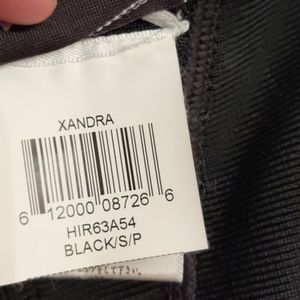 XANDRA
6 12000 08726 6
HIR63A54
BLACK/S/P